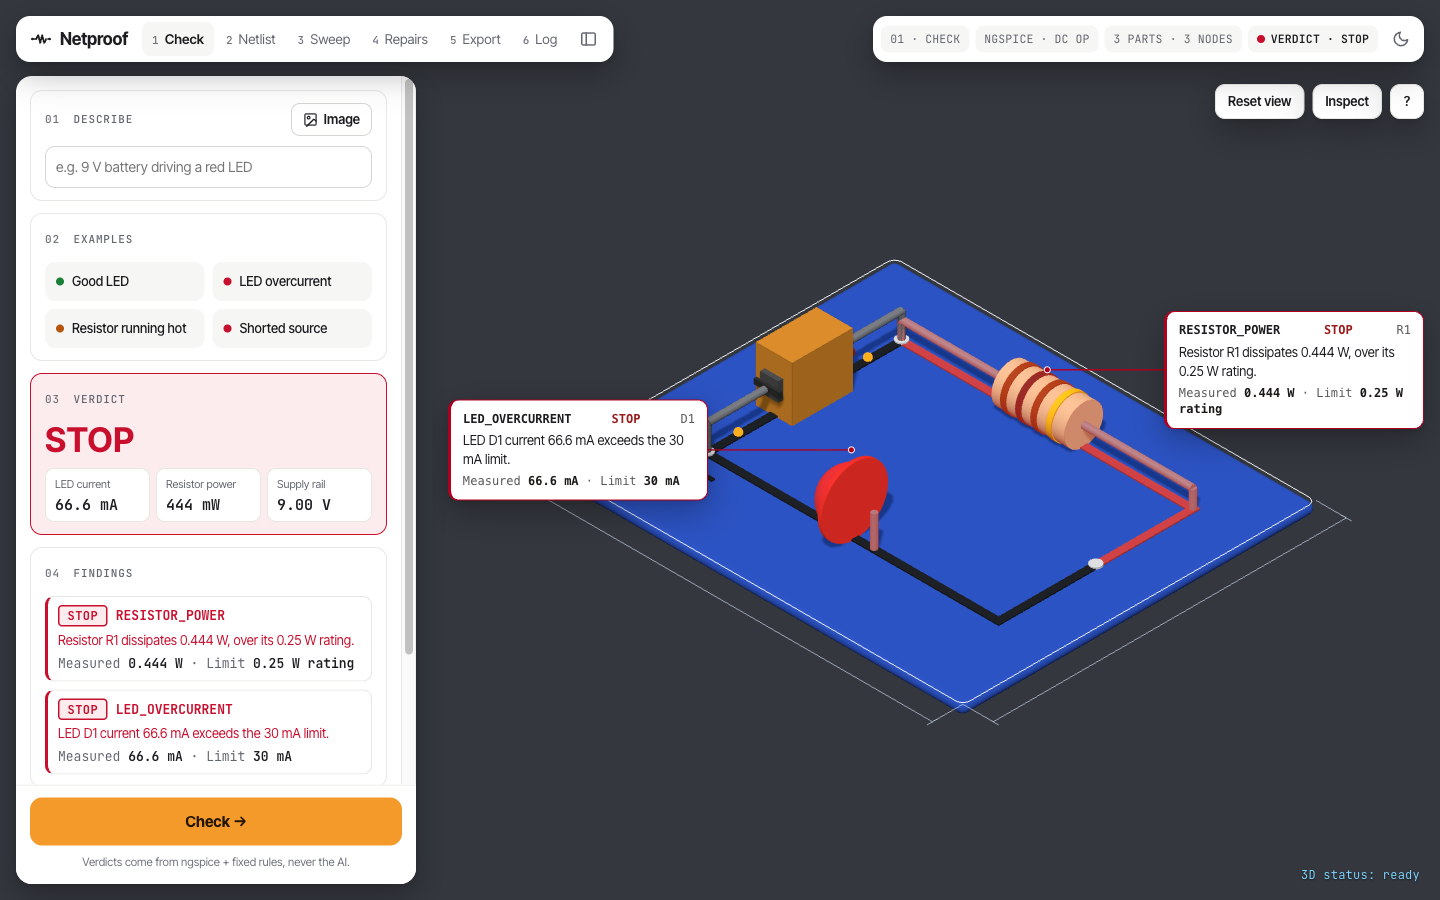 Netproof
1 Check
2 Netlist
3 Sweep
4 Repairs
5 Export
6 Log
01 · CHECK
NGSPICE · DC OP
3 PARTS · 3 NODES
VERDICT · STOP
Reset view
Inspect
?
01 DESCRIBE
Image
e.g. 9 V battery driving a red LED
02 EXAMPLES
Good LED
LED overcurrent
Resistor running hot
Shorted source
03 VERDICT
STOP
LED current
66.6 mA
Resistor power
444 mW
Supply rail
9.00 V
04 FINDINGS
STOP RESISTOR_POWER
Resistor R1 dissipates 0.444 W, over its 0.25 W rating.
Measured 0.444 W · Limit 0.25 W rating
STOP LED_OVERCURRENT
LED D1 current 66.6 mA exceeds the 30 mA limit.
Measured 66.6 mA · Limit 30 mA
Check →
Verdicts come from ngspice + fixed rules, never the AI.
LED_OVERCURRENT STOP D1
LED D1 current 66.6 mA exceeds the 30
mA limit.
Measured 66.6 mA · Limit 30 mA
RESISTOR_POWER STOP R1
Resistor R1 dissipates 0.444 W, over its
0.25 W rating.
Measured 0.444 W · Limit 0.25 W
rating
3D status: ready